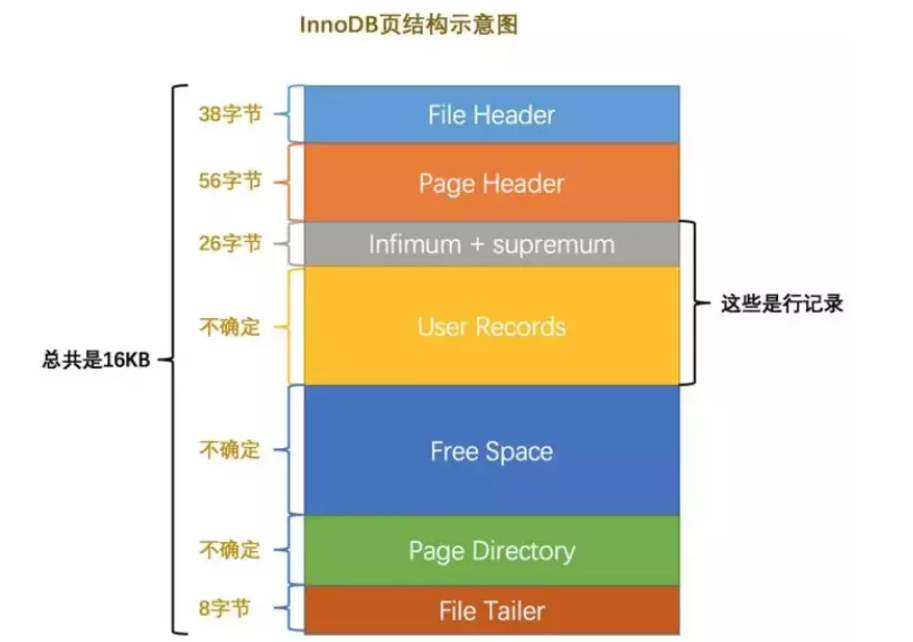 InnoDB页结构示意图
38字节
File Header
56字节
Page Header
26字节
Infimum + supremum
这些是行记录
不确定
User Records
总共是16KB
不确定
Free Space
不确定
Page Directory
8字节
File Tailer